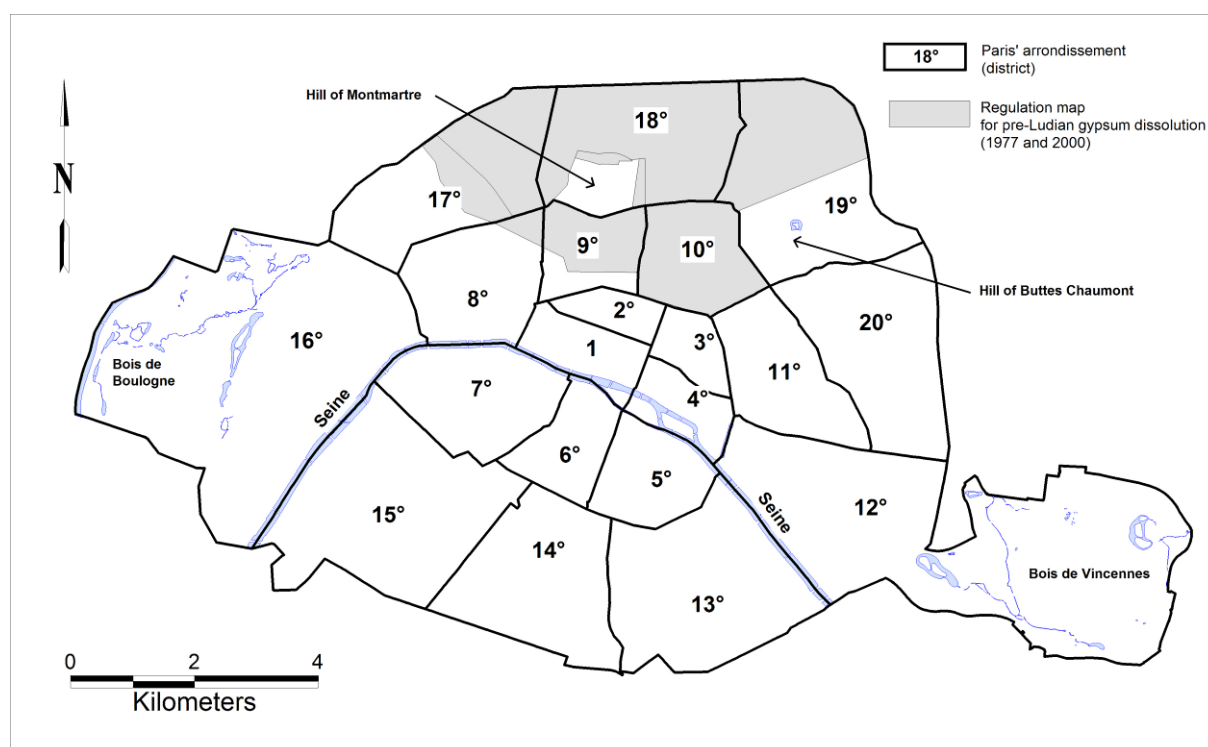 18°
Paris' arrondissement
(district)
Regulation map
for pre-Ludian gypsum dissolution
(1977 and 2000)
Hill of Montmartre
N
18°
17°
19°
9°
10°
Hill of Buttes Chaumont
8°
2°
20°
16°
1
3°
Bois de
Boulogne
11°
7°
4°
Seine
6°
5°
Seine
12°
15°
14°
Bois de Vincennes
13°
0
2
4
Kilometers